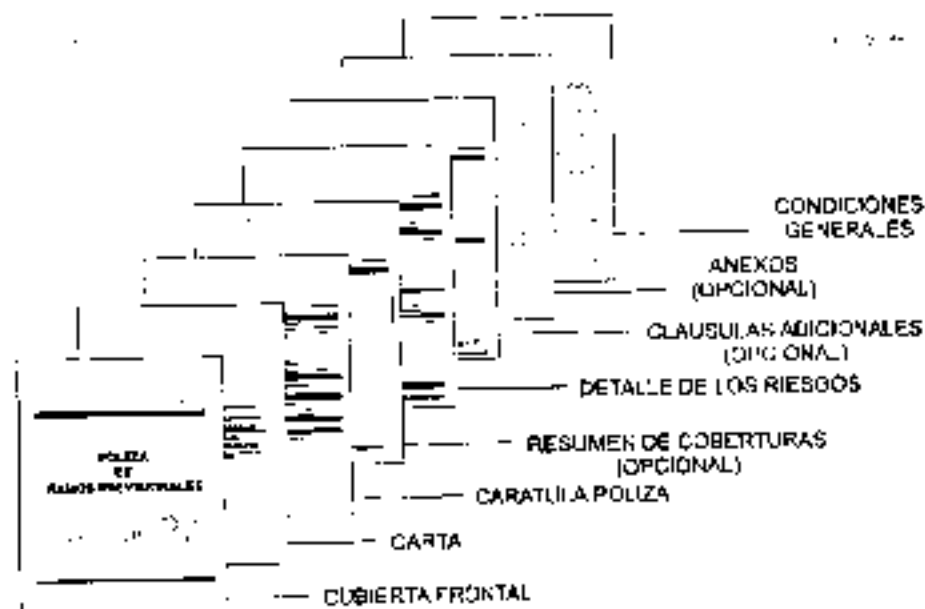 CONDICIONES
GENERALES
ANEXOS
(OPCIONAL)
CLAUSULAS ADICIONALES
(OPCIONAL)
DETALLE DE LOS RIESGOS
RESUMEN DE COBERTURAS
(OPCIONAL)
CARATULA POLIZA
POLIZA
DE
RAMOS
CARTA
CUBIERTA FRONTAL